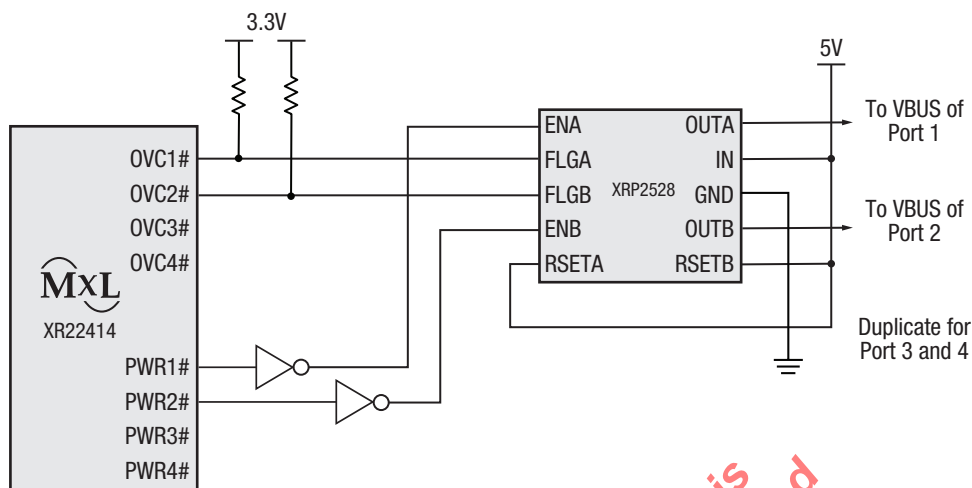 3.3V
5V
OVC1#
OVC2#
OVC3#
OVC4#
MxL
XR22414
PWR1#
PWR2#
PWR3#
PWR4#
ENA
FLGA
FLGB
ENB
RSETA
XRP2528
OUTA
IN
GND
OUTB
RSETB
To VBUS of
Port 1
To VBUS of
Port 2
Duplicate for
Port 3 and 4
is
d